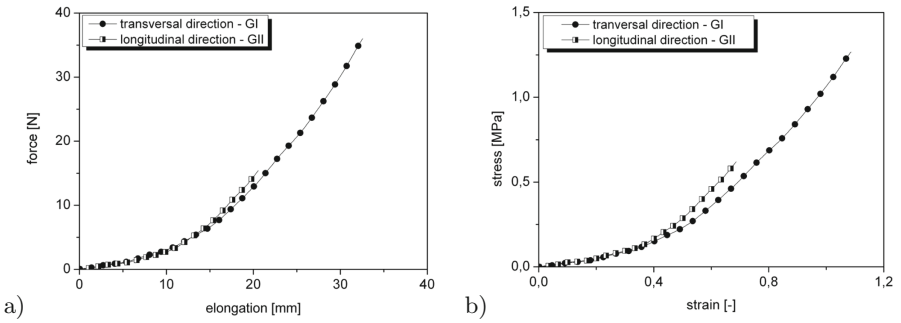 transversal direction - GI
longitudinal direction - GII
40
30
20
10
0
force [N]
0
10
20
30
40
elongation [mm]
a)
tranversal direction - GI
longitudinal direction - GII
1,5
1,0
0,5
0,0
stress [MPa]
0,0
0,4
0,8
1,2
strain [-]
b)